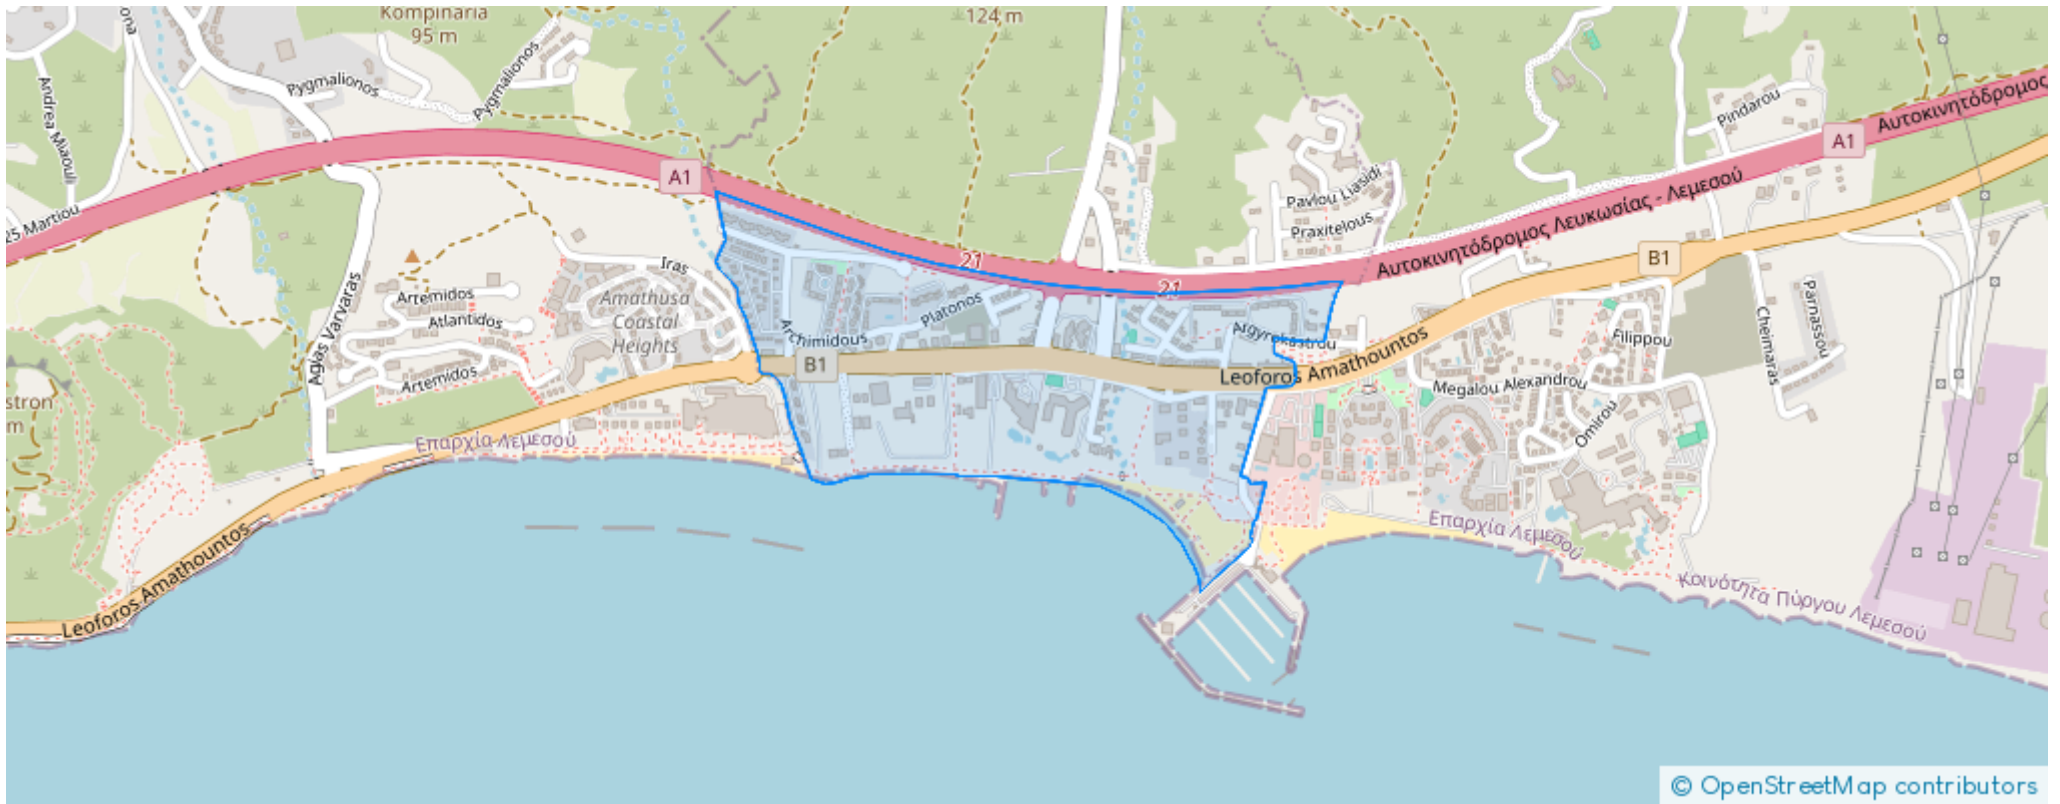 Kompinaria
95 m
124 m
ona
Pygmalionos
Pygmalionos
Andrea Miaouli
25 Martiou
A1
Pindarou
A1
Αυτοκινητόδρομος
Pavlou Liasidi
Praxitelous
Αυτοκινητόδρομος Λευκωσίας - Λεμεσού
B1
21
21
Iras
Amathusa
Coastal
Heights
Artemidos
Atlantidos
Artemidos
Agias Varvaras
Archimidous
Platonos
Argyrokastrou
B1
Leoforos Amathountos
Filippou
Megalou Alexandrou
Omirou
Cheimaras
Parnassou
stron
m
Επαρχία Λεμεσού
Leoforos Amathountos
Επαρχία Λεμεσού
Κοινότητα Πύργου Λεμεσού
© OpenStreetMap contributors